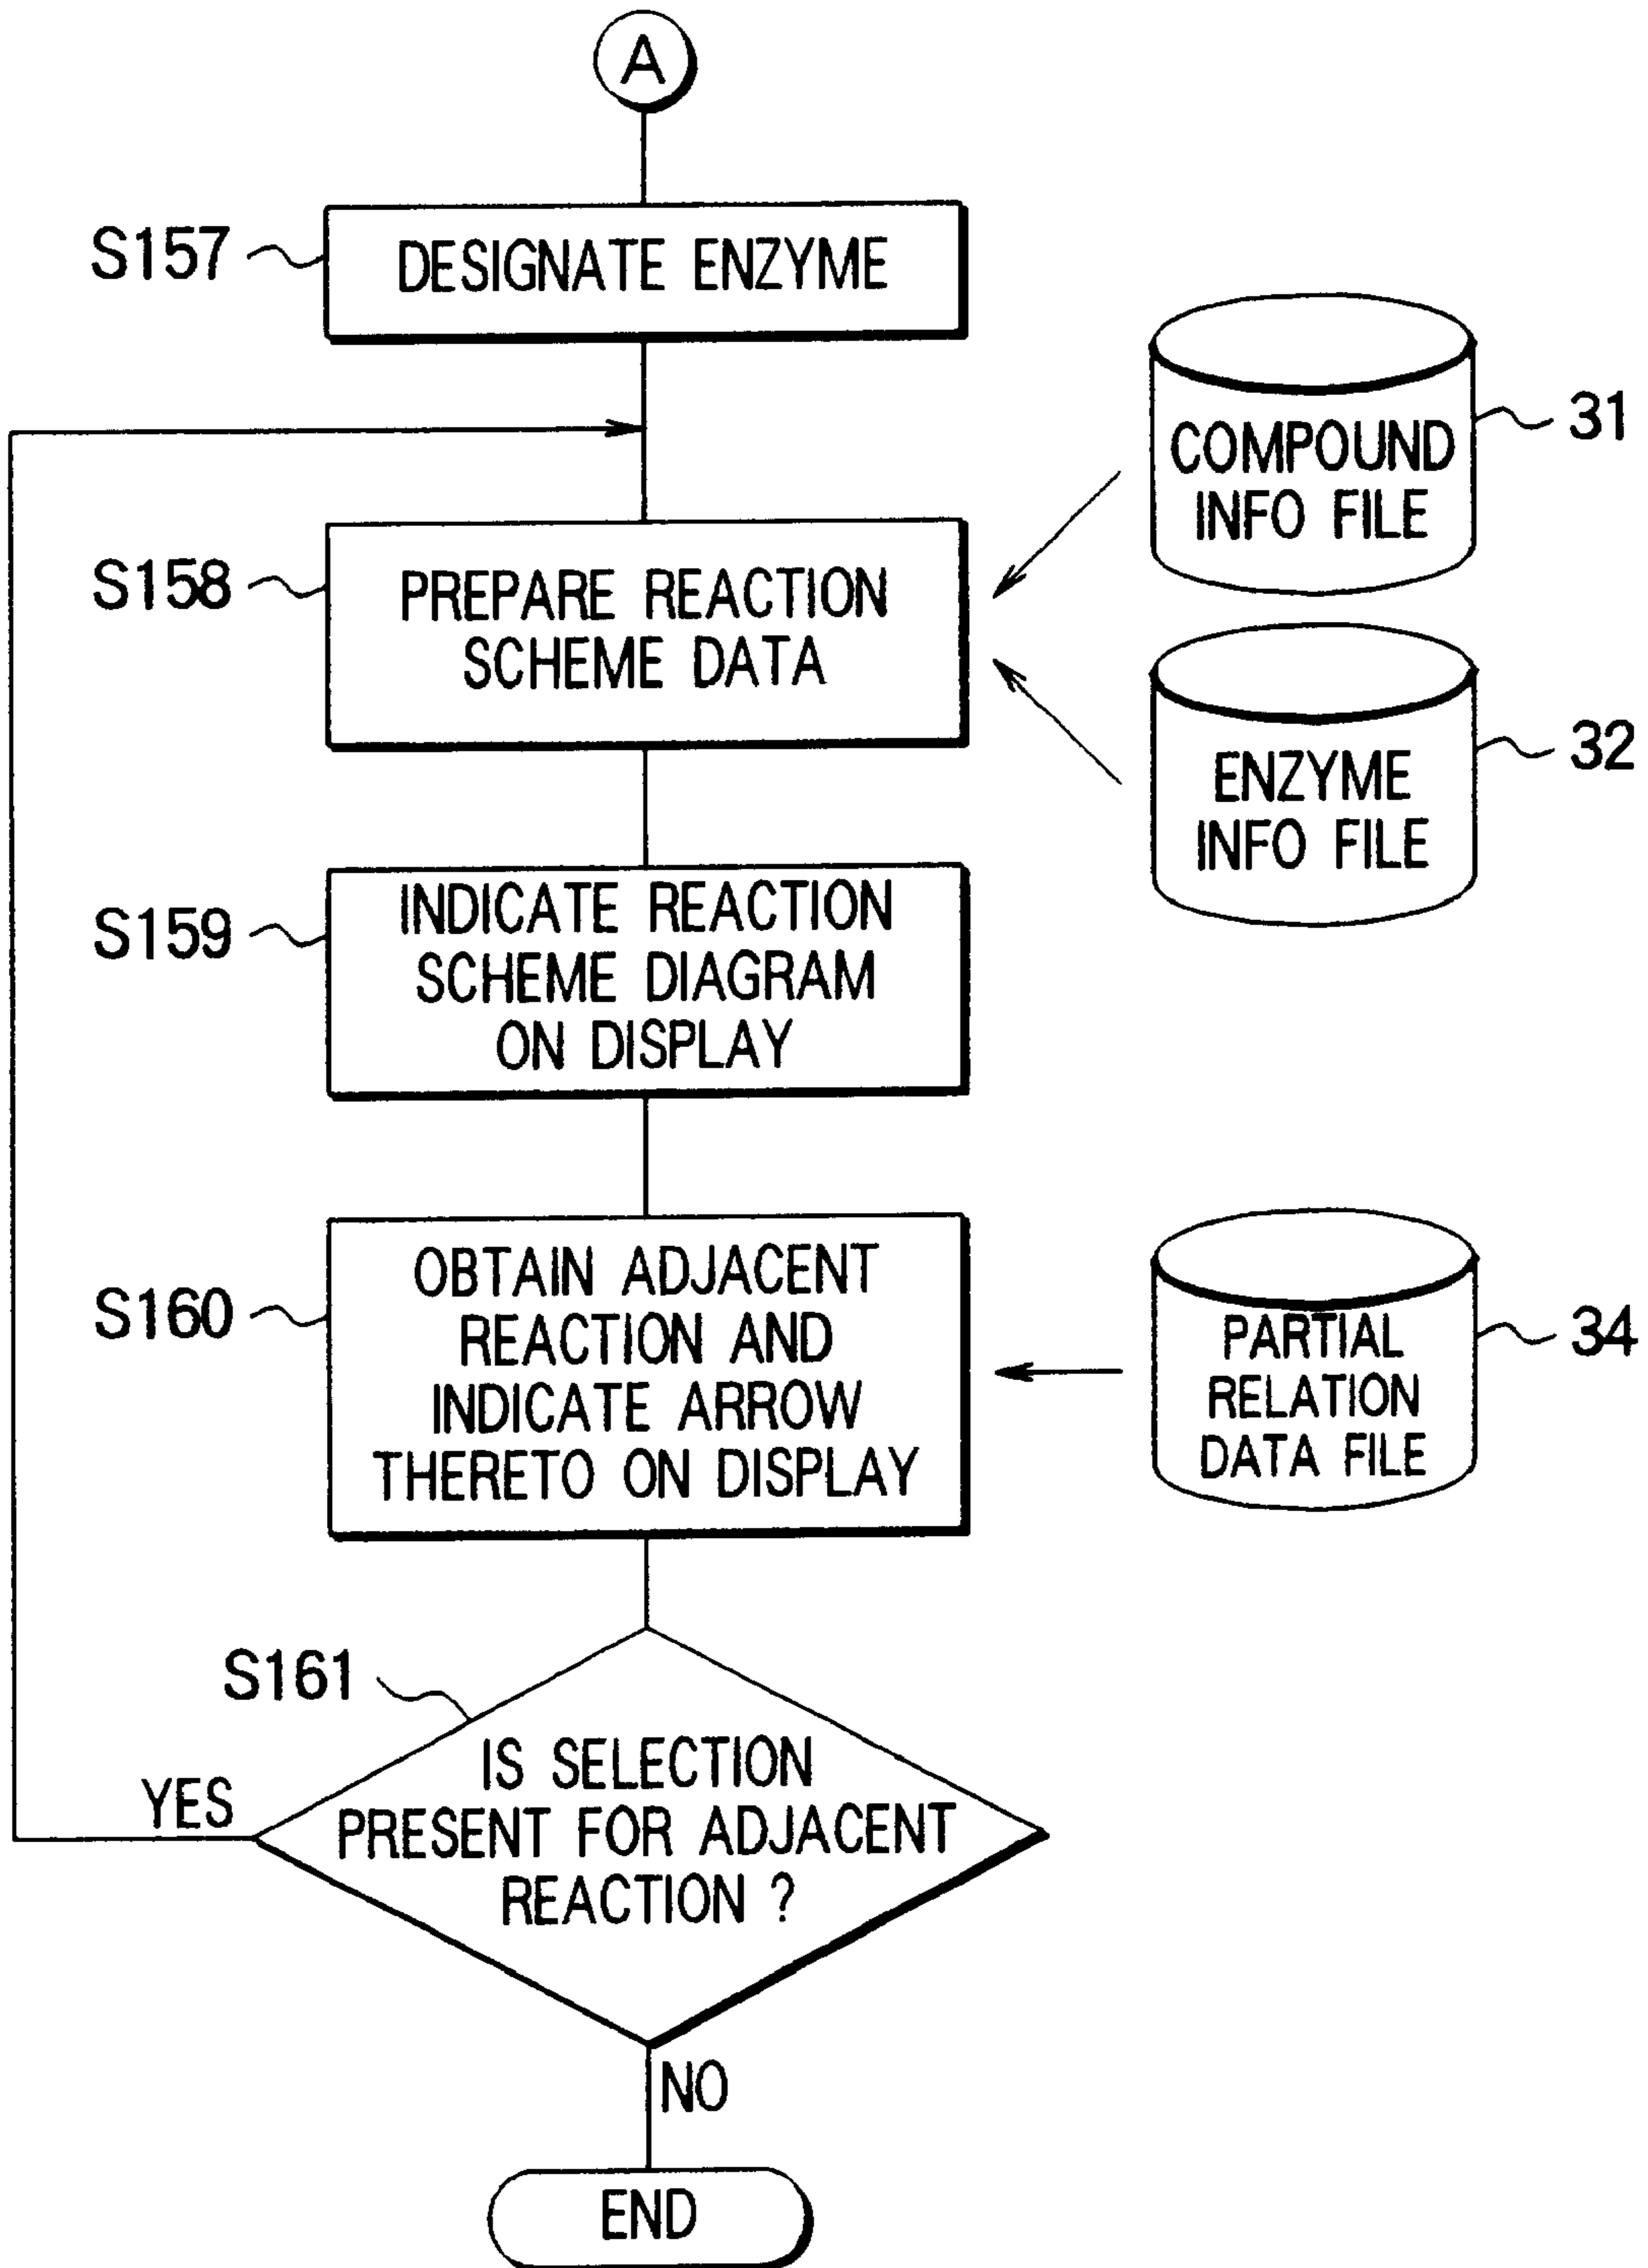 A
S157
DESIGNATE ENZYME
31
COMPOUND
INFO FILE
S158
PREPARE REACTION
SCHEME DATA
32
ENZYME
INFO FILE
S159
INDICATE REACTION
SCHEME DIAGRAM
ON DISPLAY
S160
OBTAIN ADJACENT
REACTION AND
INDICATE ARROW
THERETO ON DISPLAY
34
PARTIAL
RELATION
DATA FILE
S161
IS SELECTION
PRESENT FOR ADJACENT
REACTION ?
YES
NO
END